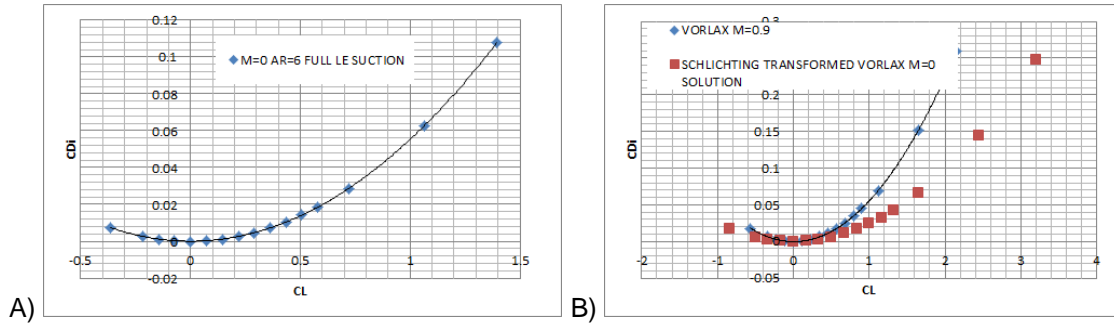 A)
0.12
0.1
0.08
0.06
0.04
0.02
0
-0.02
-0.5
0
0.5
1
1.5
CDi
CL
M=0 AR=6 FULL LE SUCTION
B)
0.3
0.2
0.15
0.1
0.05
0
-0.05
-2
-1
0
1
2
3
4
CDi
CL
VORLAX M=0.9
SCHLICHTING TRANSFORMED VORLAX M=0
SOLUTION